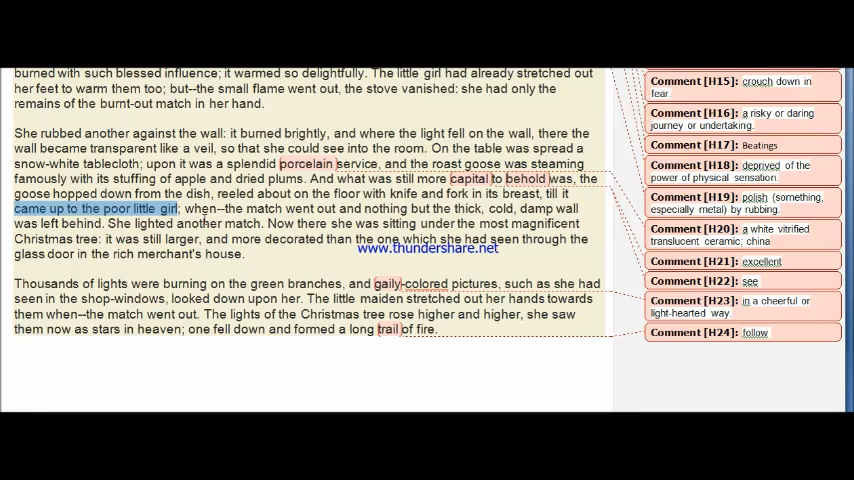 burned with such blessed influence; it warmed so delightfully. The little girl had already stretched out
her feet to warm them too; but--the small flame went out, the stove vanished: she had only the
remains of the burnt-out match in her hand.
She rubbed another against the wall: it burned brightly, and where the light fell on the wall, there the
wall became transparent like a veil, so that she could see into the room. On the table was spread a
snow-white tablecloth; upon it was a splendid porcelain service, and the roast goose was steaming
famously with its stuffing of apple and dried plums. And what was still more capital to behold was, the
goose hopped down from the dish, reeled about on the floor with knife and fork in its breast, till it
came up to the poor little girl; when--the match went out and nothing but the thick, cold, damp wall
was left behind. She lighted another match. Now there she was sitting under the most magnificent
Christmas tree: it was still larger, and more decorated than the one which she had seen through the
glass door in the rich merchant's house.
www.thundershare.net
Thousands of lights were burning on the green branches, and gaily-colored pictures, such as she had
seen in the shop-windows, looked down upon her. The little maiden stretched out her hands towards
them when--the match went out. The lights of the Christmas tree rose higher and higher, she saw
them now as stars in heaven; one fell down and formed a long trail of fire.
Comment [H15]: crouch down in
fear.
Comment [H16]: a risky or daring
journey or undertaking.
Comment [H17]: Beatings
Comment [H18]: deprived of the
power of physical sensation.
Comment [H19]: polish (something,
especially metal) by rubbing.
Comment [H20]: a white vitrified
translucent ceramic; china
Comment [H21]: excellent
Comment [H22]: see
Comment [H23]: in a cheerful or
light-hearted way.
Comment [H24]: follow